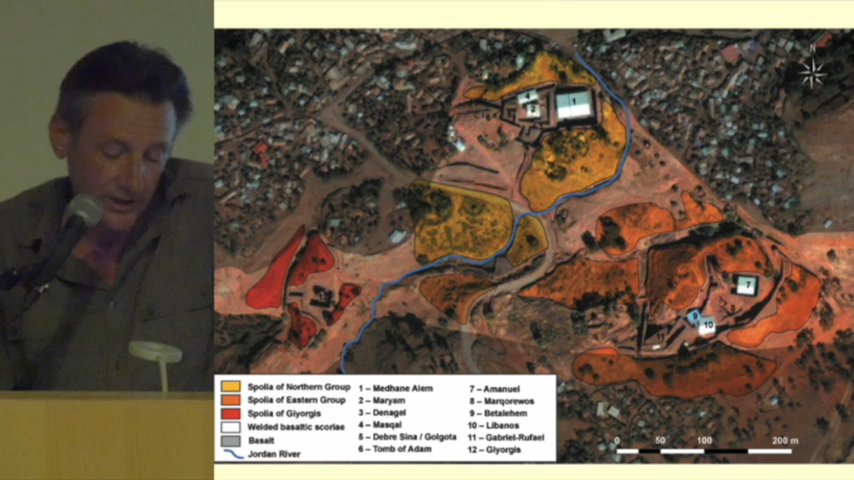 N
4
2
1
7
9
10
Spolia of Northern Group
Spolia of Eastern Group
Spolia of Giyorgis
Welded basaltic scoriae
Basalt
Jordan River
1 – Medhane Alem
2 – Maryam
3 – Denagel
4 – Masqal
5 – Debre Sina / Golgota
6 – Tomb of Adam
7 – Amanuel
8 – Marqorewos
9 – Betalehem
10 – Libanos
11 – Gabriel-Rufael
12 – Giyorgis
0 50 100 200 m